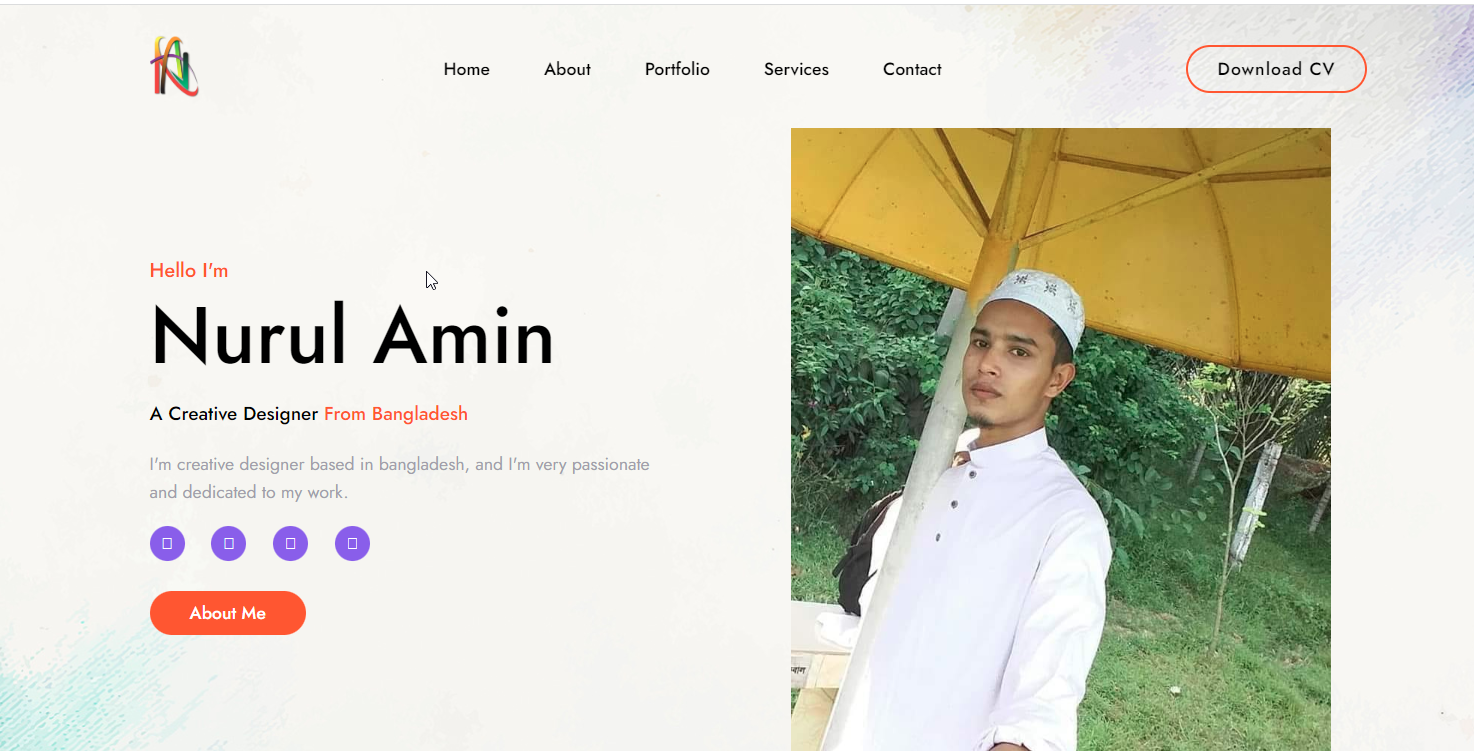 Home
About
Portfolio
Services
Contact
Download CV
Hello I'm
Nurul Amin
A Creative Designer From Bangladesh
I'm creative designer based in bangladesh, and I'm very passionate
and dedicated to my work.
About Me